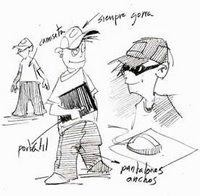 siempre gorra
camiseta
portátil
pantalones
anchos